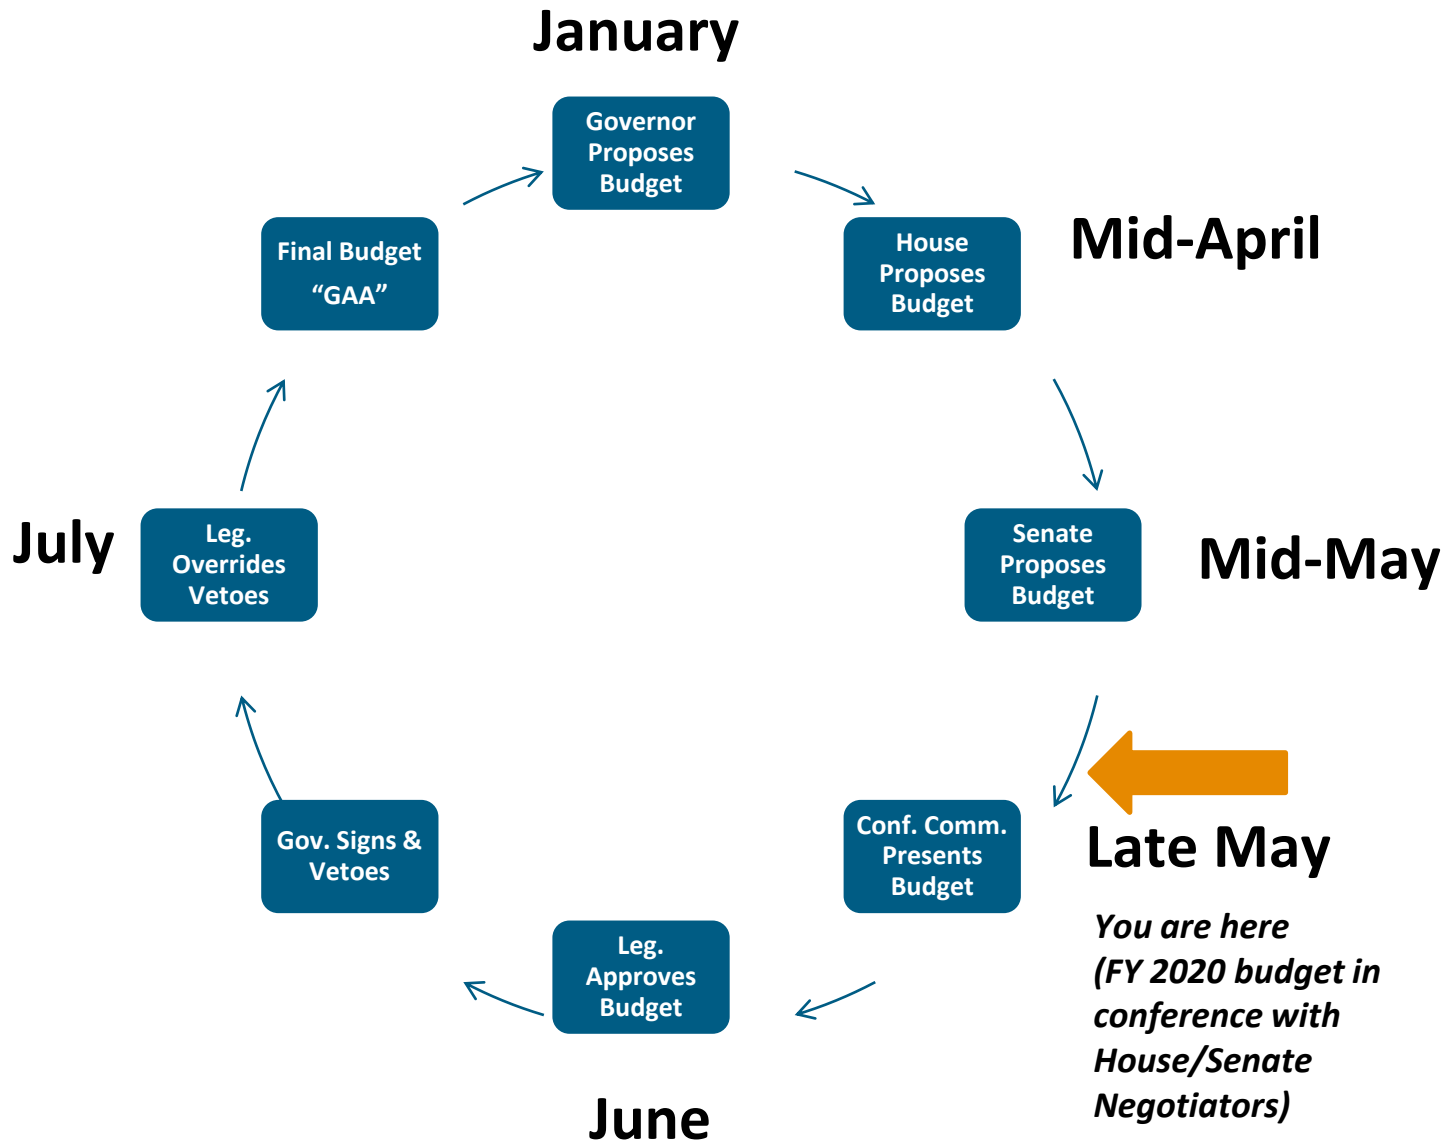 January
Governor
Proposes
Budget
House
Proposes
Budget
Mid-April
Senate
Proposes
Budget
Mid-May
Conf. Comm.
Presents
Budget
Late May
You are here
(FY 2020 budget in
conference with
House/Senate
Negotiators)
Leg.
Approves
Budget
June
Gov. Signs &
Vetoes
Leg.
Overrides
Vetoes
July
Final Budget
“GAA”